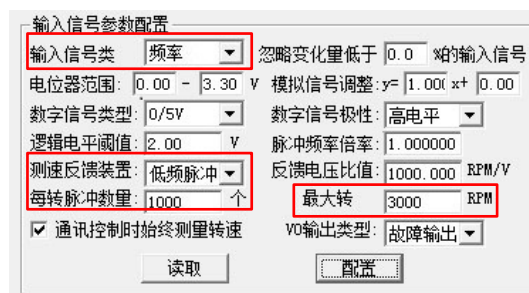 输入信号参数配置
输入信号类 频率 忽略变化量低于 0.0 %的输入信号
电位器范围: 0.00 - 3.30 V 模拟信号调整:y= 1.00( x+ 0.00
数字信号类型: 0/5V 数字信号极性: 高电平
逻辑电平阈值: 2.00 V 脉冲频率倍率: 1.000000
测速反馈装置: 低频脉冲 反馈电压比值: 1000.000 RPM/V
每转脉冲数量: 1000 个 最大转 3000 RPM
通讯控制时始终测量转速 VO输出类型: 故障输出
读取 配置